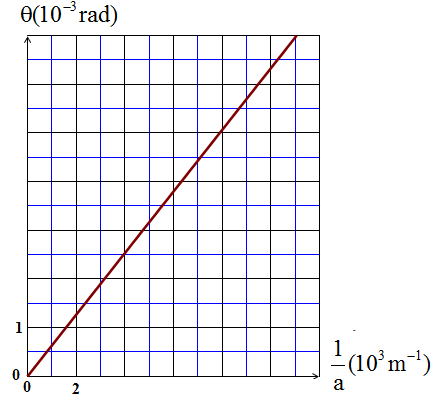 θ(10⁻³ rad)
1
0
0 2
1/a (10³ m⁻¹)